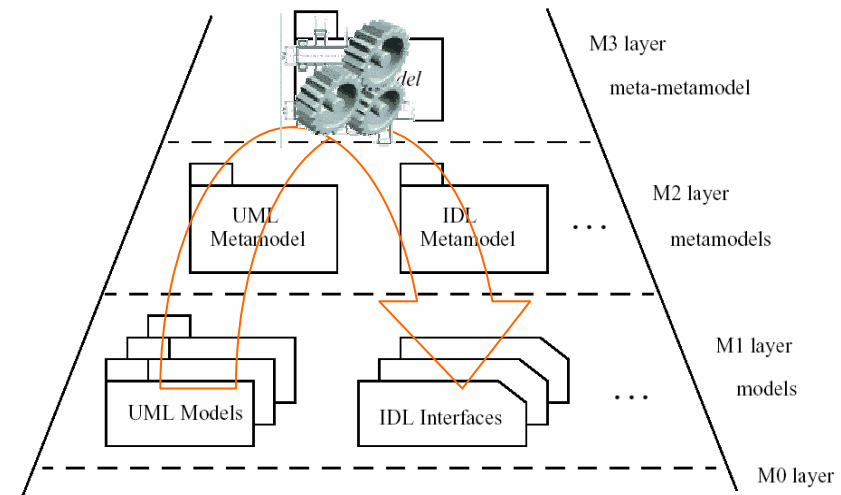 M3 layer
meta-metamodel
M2 layer
UML
Metamodel
IDL
Metamodel
...
metamodels
M1 layer
models
UML Models
IDL Interfaces
...
M0 layer